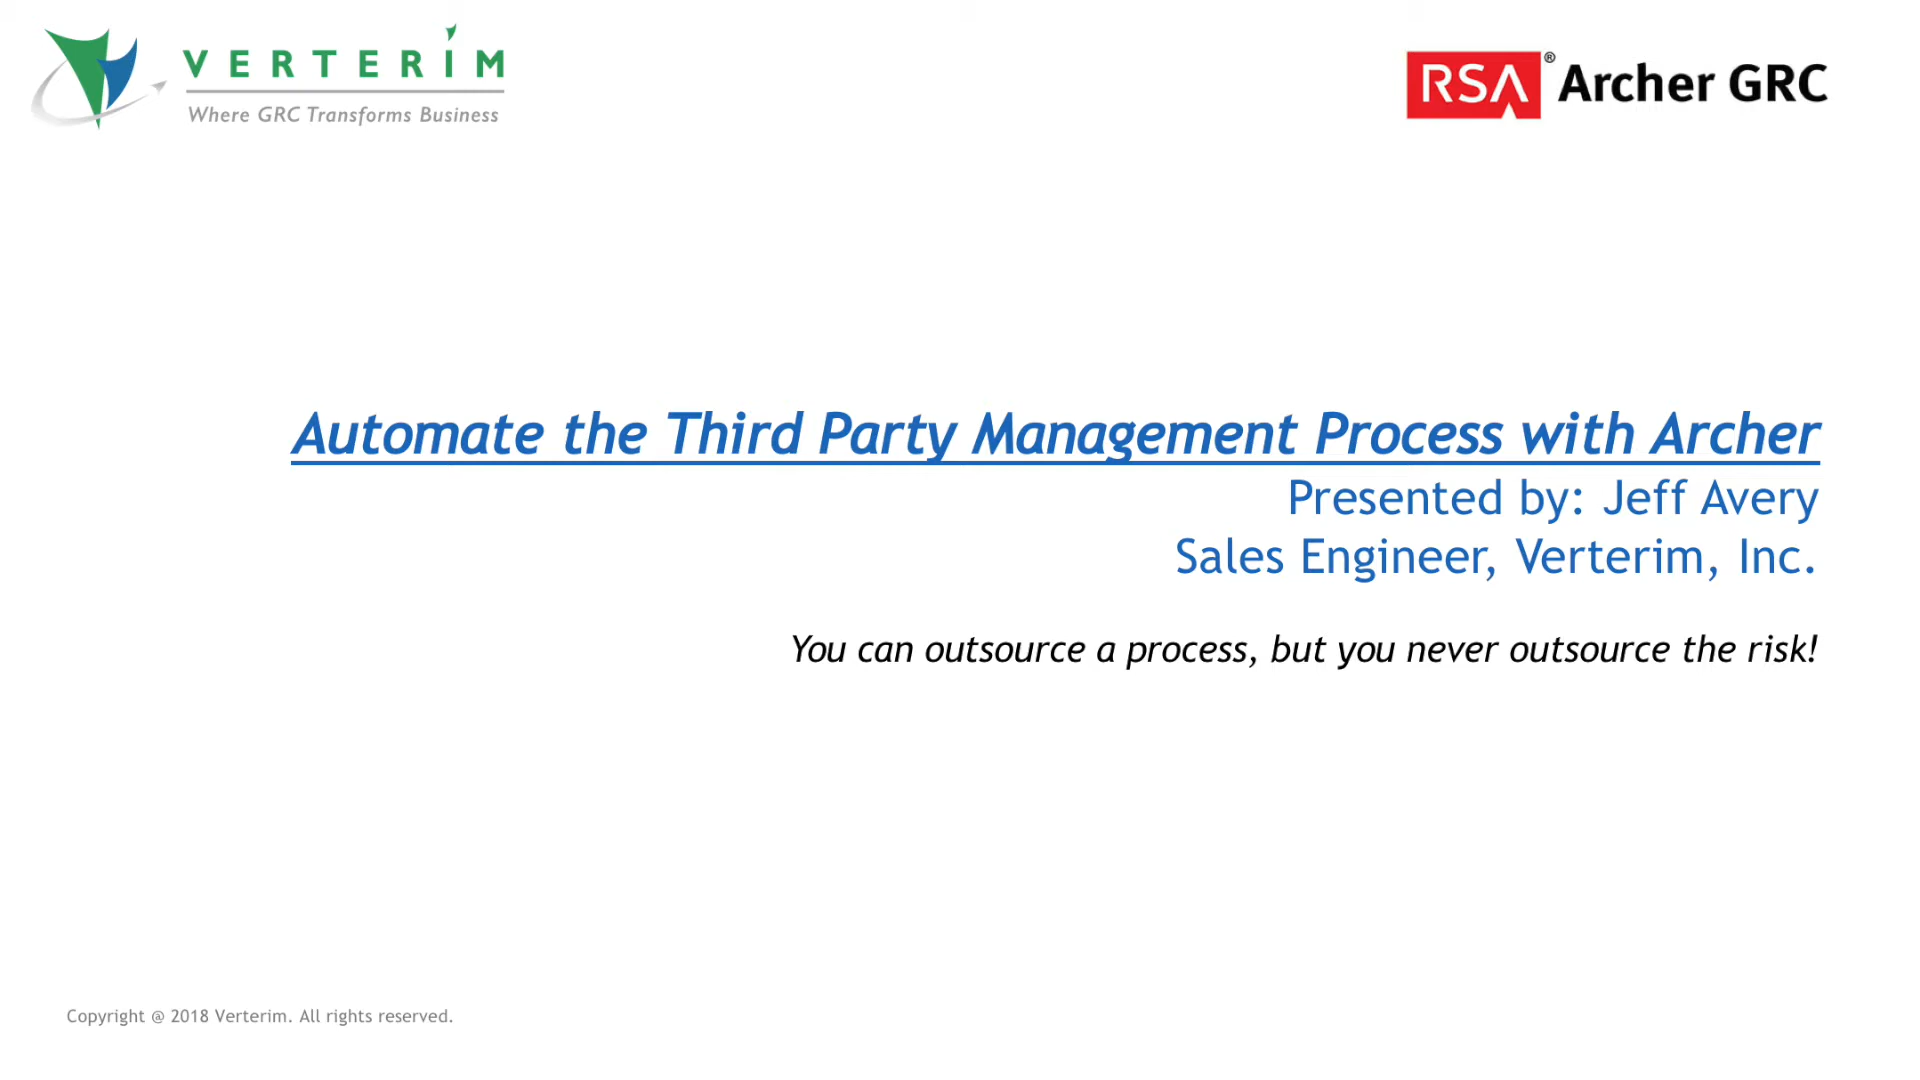 VERTERIM
Where GRC Transforms Business
RSA® Archer GRC
Automate the Third Party Management Process with Archer
Presented by: Jeff Avery
Sales Engineer, Verterim, Inc.
You can outsource a process, but you never outsource the risk!
Copyright @ 2018 Verterim. All rights reserved.